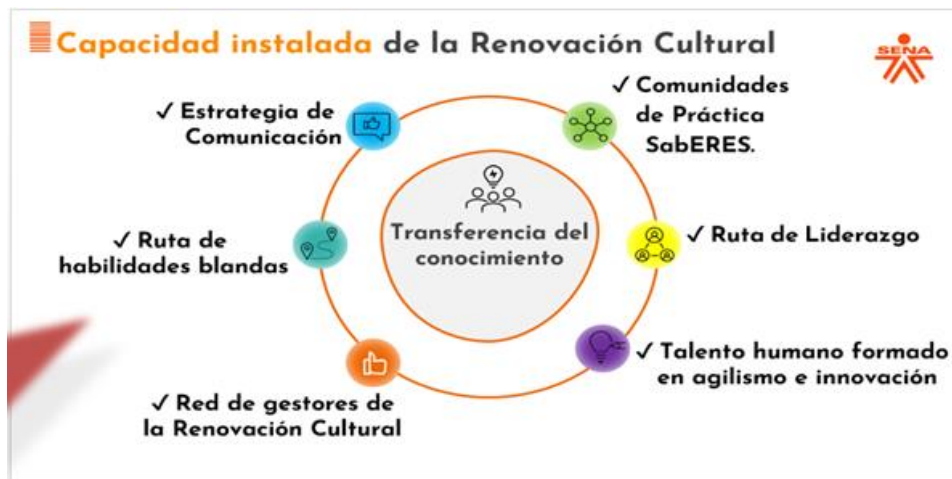 Capacidad instalada de la Renovación Cultural
SENA
✓ Estrategia de
Comunicación
✓ Comunidades
de Práctica
SabERES.
Transferencia del
conocimiento
✓ Ruta de
habilidades blandas
✓ Ruta de Liderazgo
✓ Red de gestores de
la Renovación Cultural
✓ Talento humano formado
en agilismo e innovación